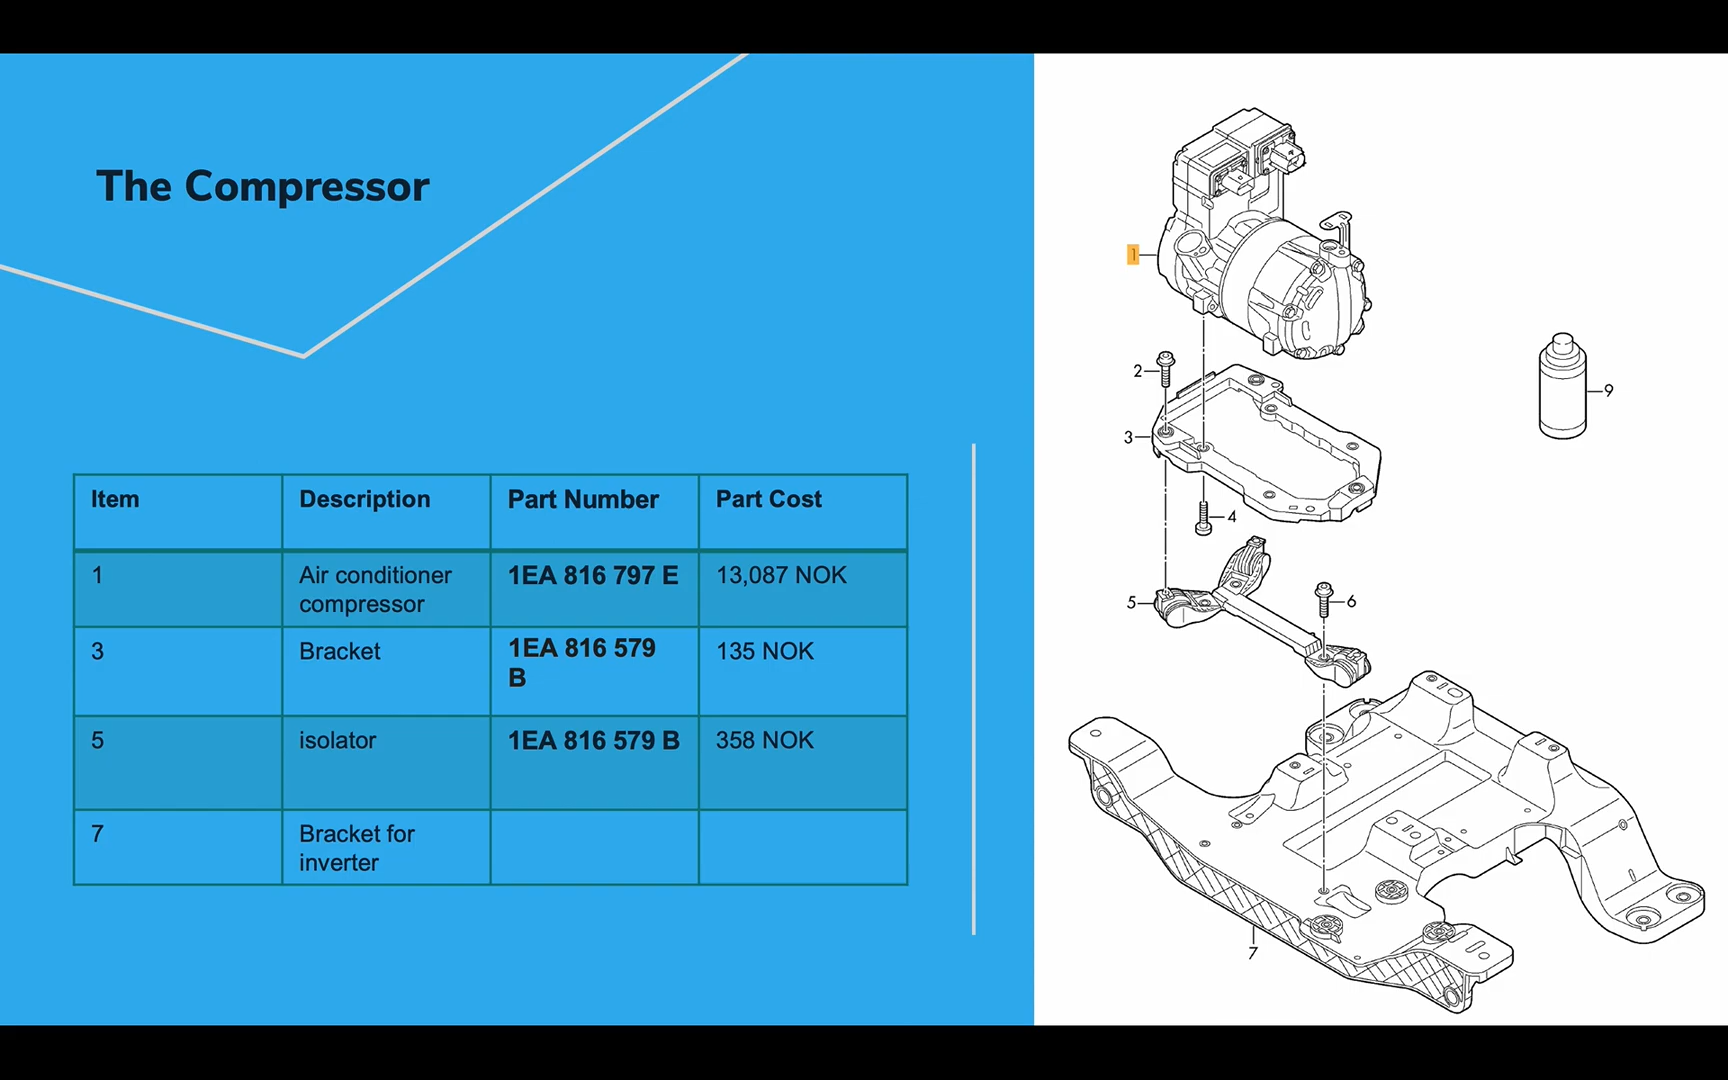 The Compressor
Item Description Part Number Part Cost
1 Air conditioner 1EA 816 797 E 13,087 NOK
compressor
3 Bracket 1EA 816 579 135 NOK
B
5 isolator 1EA 816 579 B 358 NOK
7 Bracket for
inverter
1
2
3
4
5
6
7
9